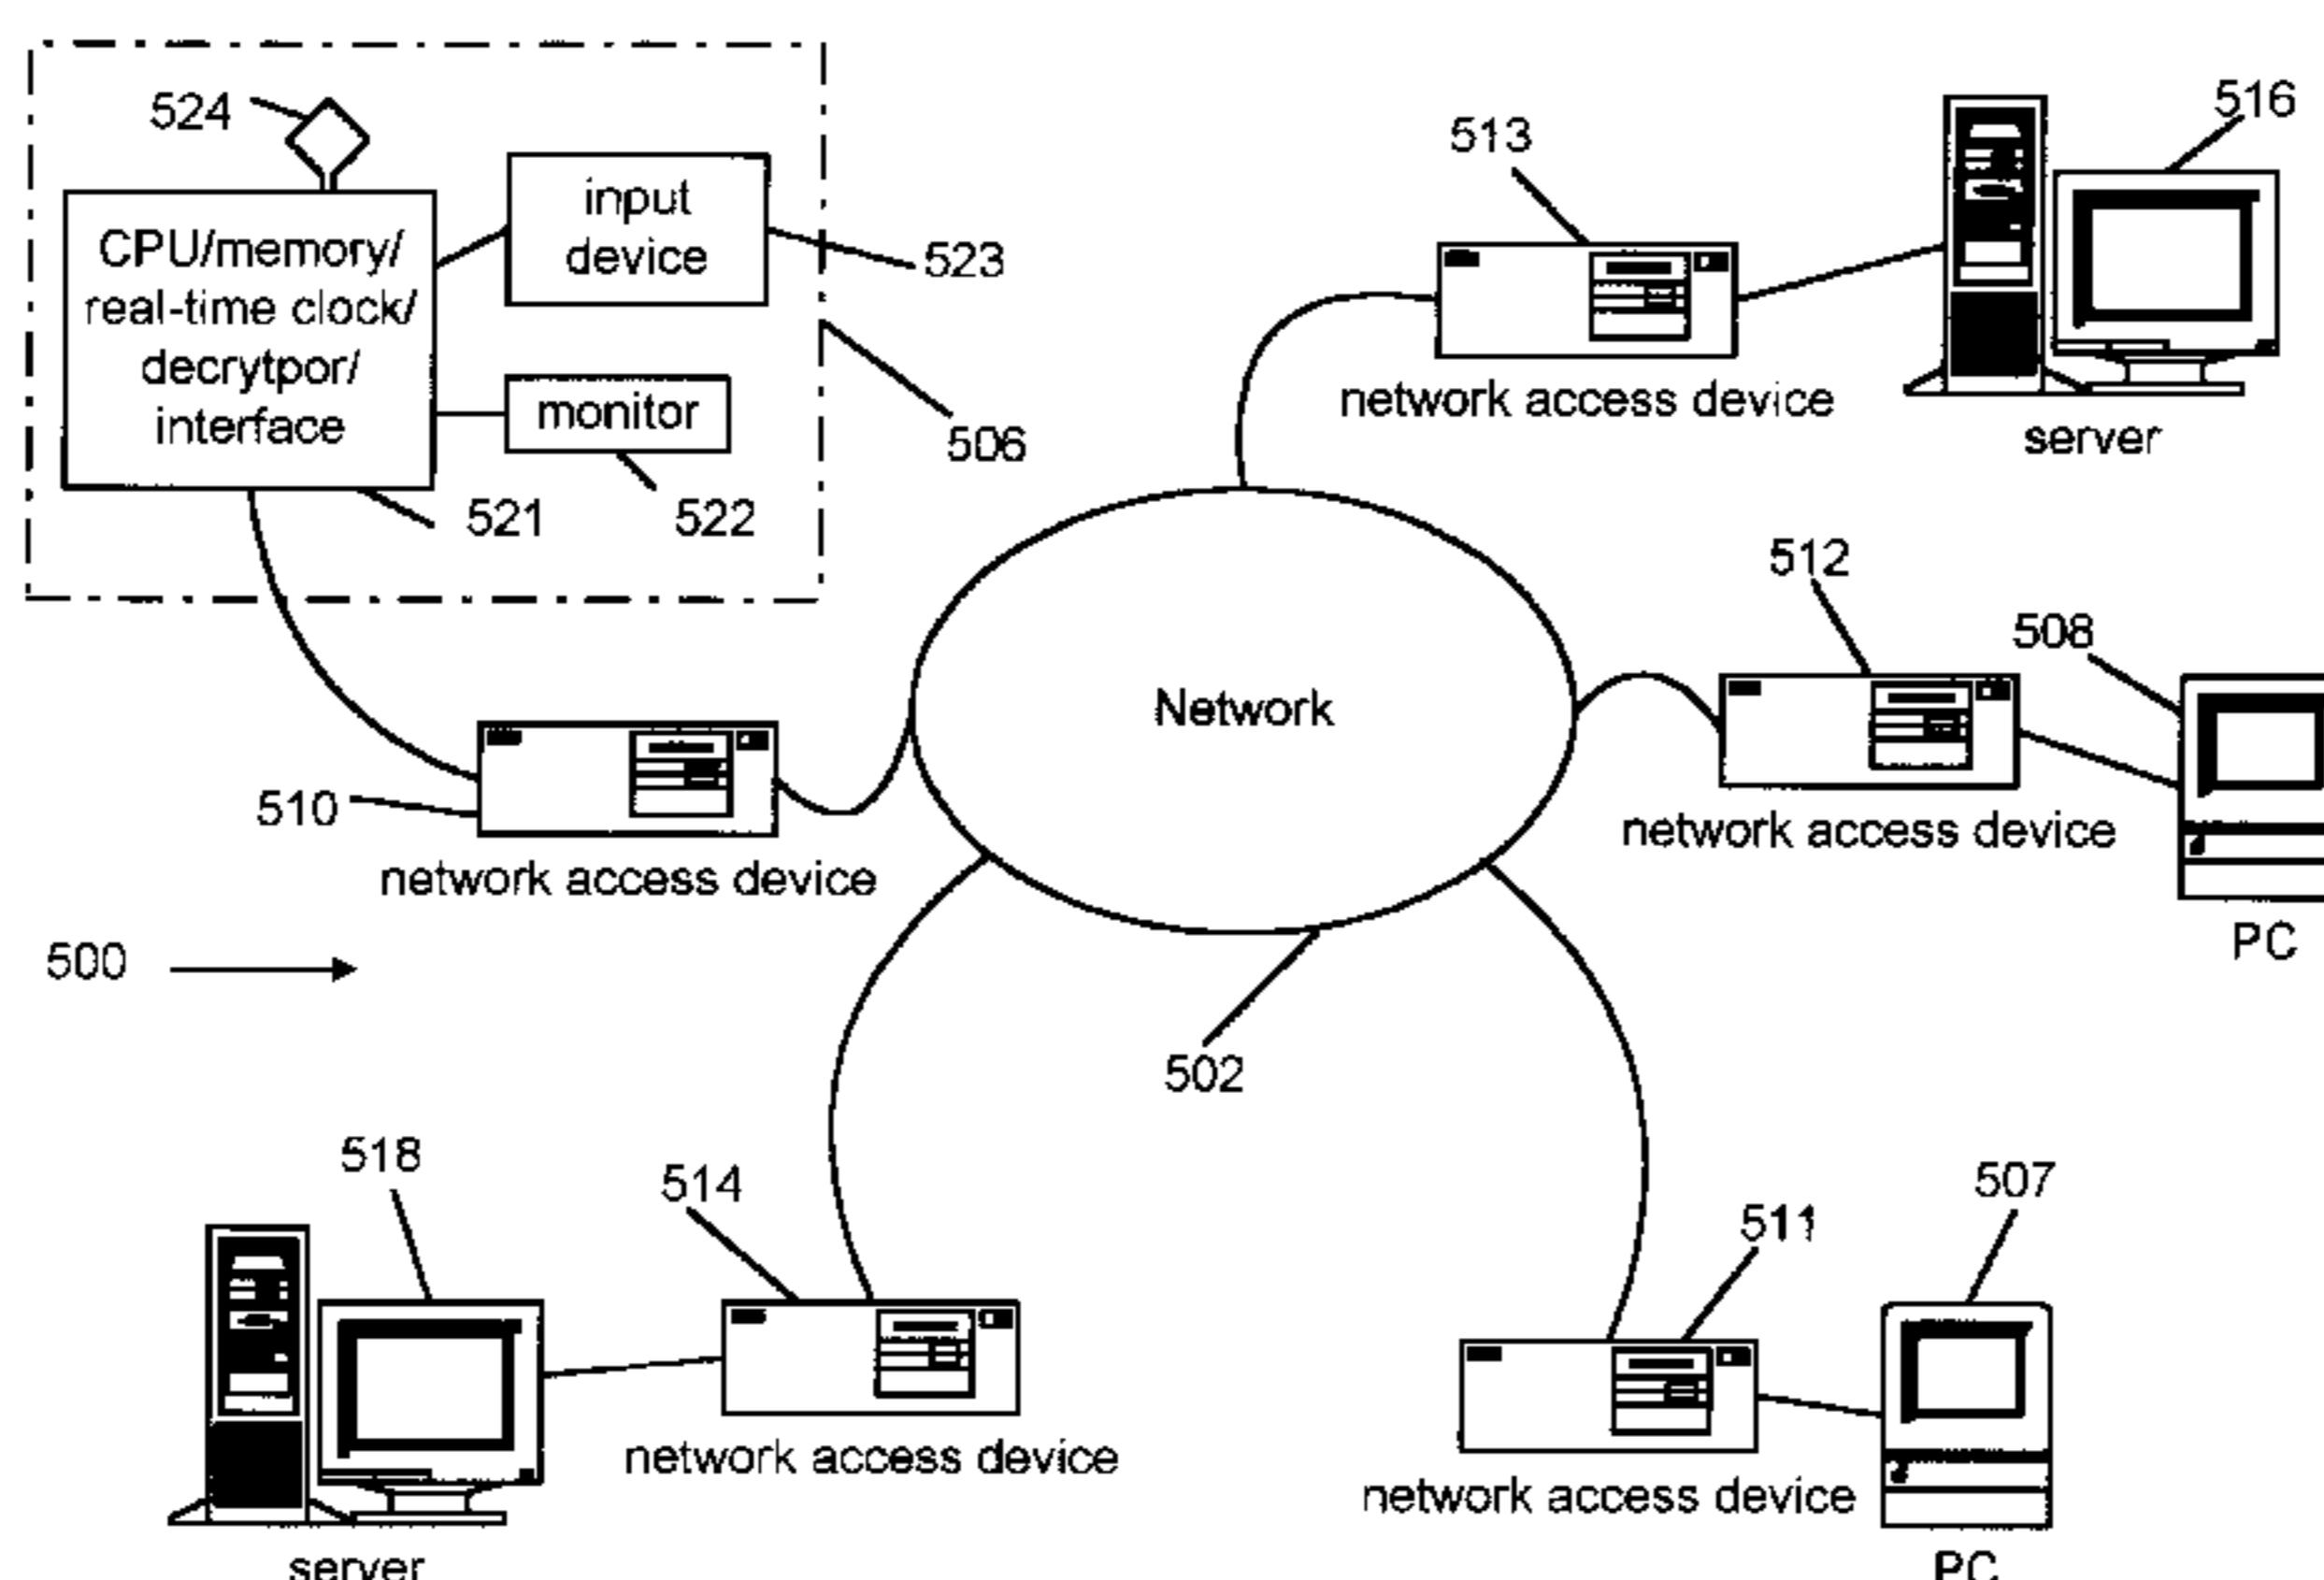 524
516
513
input
device
CPU/memory/
real-time clock/
decrytpor/
interface
523
network access device
monitor
506
server
521
522
512
508
Network
510
network access device
network access device
PC
500
502
518
514
507
511
network access device
network access device
server
PC